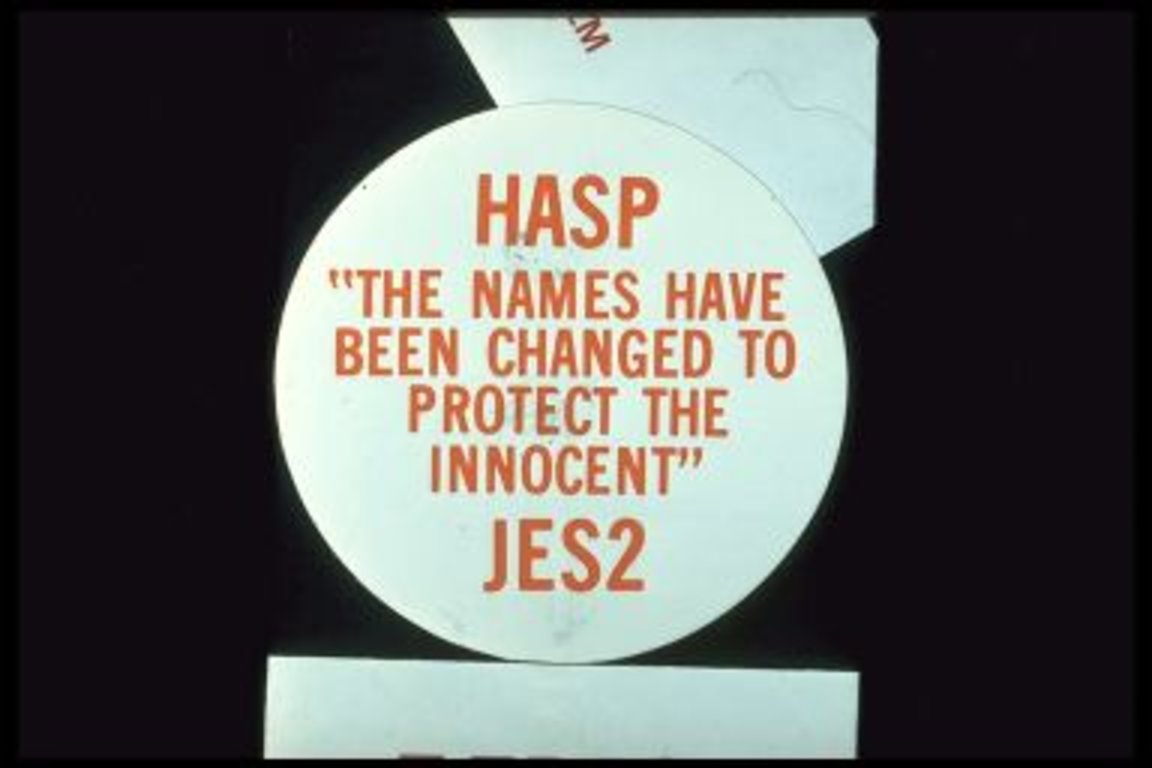 HASP
"THE NAMES HAVE
BEEN CHANGED TO
PROTECT THE
INNOCENT"
JES2